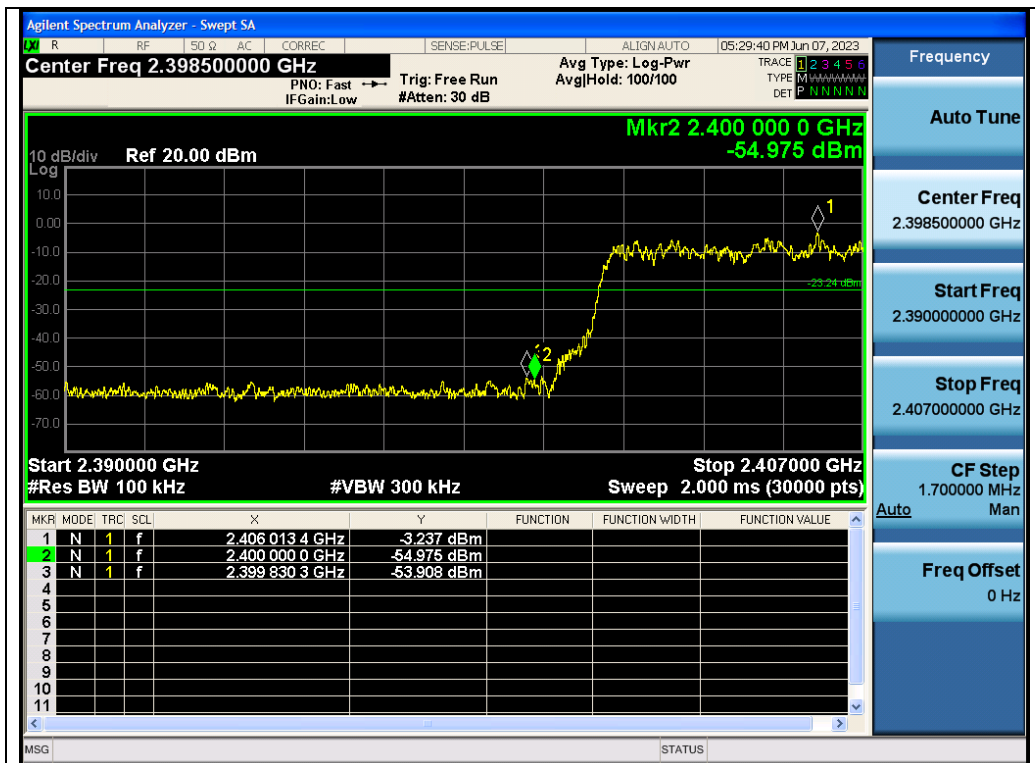 Agilent Spectrum Analyzer - Swept SA
LXI R RF 50 Ω AC CORREC SENSE:PULSE ALIGN AUTO 05:29:40 PM Jun 07, 2023
Center Freq 2.398500000 GHz
PNO: Fast
IFGain:Low
Trig: Free Run
#Atten: 30 dB
Avg Type: Log-Pwr
Avg|Hold: 100/100
TRACE 1 2 3 4 5 6
TYPE M
DET P N N N N N
Mkr2 2.400 000 0 GHz
-54.975 dBm
10 dB/div Ref 20.00 dBm
Log
10.0
0.00
-10.0
-20.0
-30.0
-40.0
-50.0
-60.0
-70.0
1
-23.24 dBm
2
Start 2.390000 GHz Stop 2.407000 GHz
#Res BW 100 kHz #VBW 300 kHz Sweep 2.000 ms (30000 pts)
MKR MODE TRC SCL X Y FUNCTION FUNCTION WIDTH FUNCTION VALUE
1 N 1 f 2.406 013 4 GHz -3.237 dBm
2 N 1 f 2.400 000 0 GHz -54.975 dBm
3 N 1 f 2.399 830 3 GHz -53.908 dBm
4
5
6
7
8
9
10
11
MSG STATUS
Frequency
Auto Tune
Center Freq
2.398500000 GHz
Start Freq
2.390000000 GHz
Stop Freq
2.407000000 GHz
CF Step
1.700000 MHz
Auto Man
Freq Offset
0 Hz